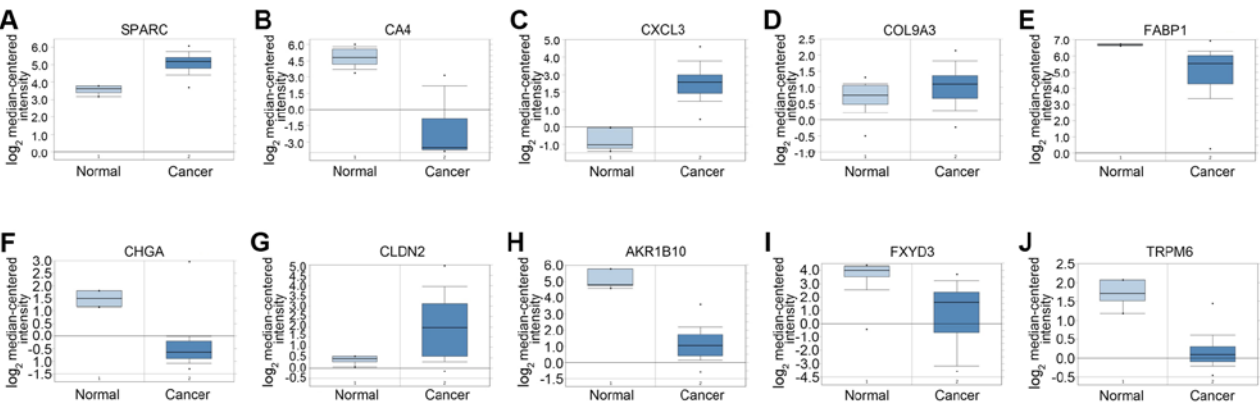 A
SPARC
log2 median-centered
intensity
6.0
5.0
4.0
3.0
2.0
1.0
0.0
Normal
Cancer
B
CA4
log2 median-centered
intensity
6.0
4.5
3.0
1.5
0.0
-1.5
-3.0
Normal
Cancer
C
CXCL3
log2 median-centered
intensity
5.0
4.0
3.0
1.5
1.0
0.0
-1.0
Normal
Cancer
D
COL9A3
log2 median-centered
intensity
2.5
2.0
1.5
1.0
0.5
0.0
-0.5
-1.0
Normal
Cancer
E
FABP1
log2 median-centered
intensity
7.0
6.0
5.0
4.0
3.0
2.0
1.0
0.0
Normal
Cancer
F
CHGA
log2 median-centered
intensity
3.0
2.5
2.0
1.5
1.0
0.5
0.0
-0.5
-1.0
-1.5
Normal
Cancer
G
CLDN2
log2 median-centered
intensity
5.0
4.5
4.0
3.5
3.0
2.5
2.0
1.5
1.0
0.5
0.0
-0.5
Normal
Cancer
H
AKR1B10
log2 median-centered
intensity
6.0
5.0
4.0
3.0
2.0
1.0
0.0
-1.5
Normal
Cancer
I
FXYD3
log2 median-centered
intensity
4.0
3.0
2.0
1.0
0.0
-1.0
-2.0
-3.0
-4.5
Normal
Cancer
J
TRPM6
log2 median-centered
intensity
2.5
2.0
1.5
1.0
0.5
0.0
-0.5
Normal
Cancer